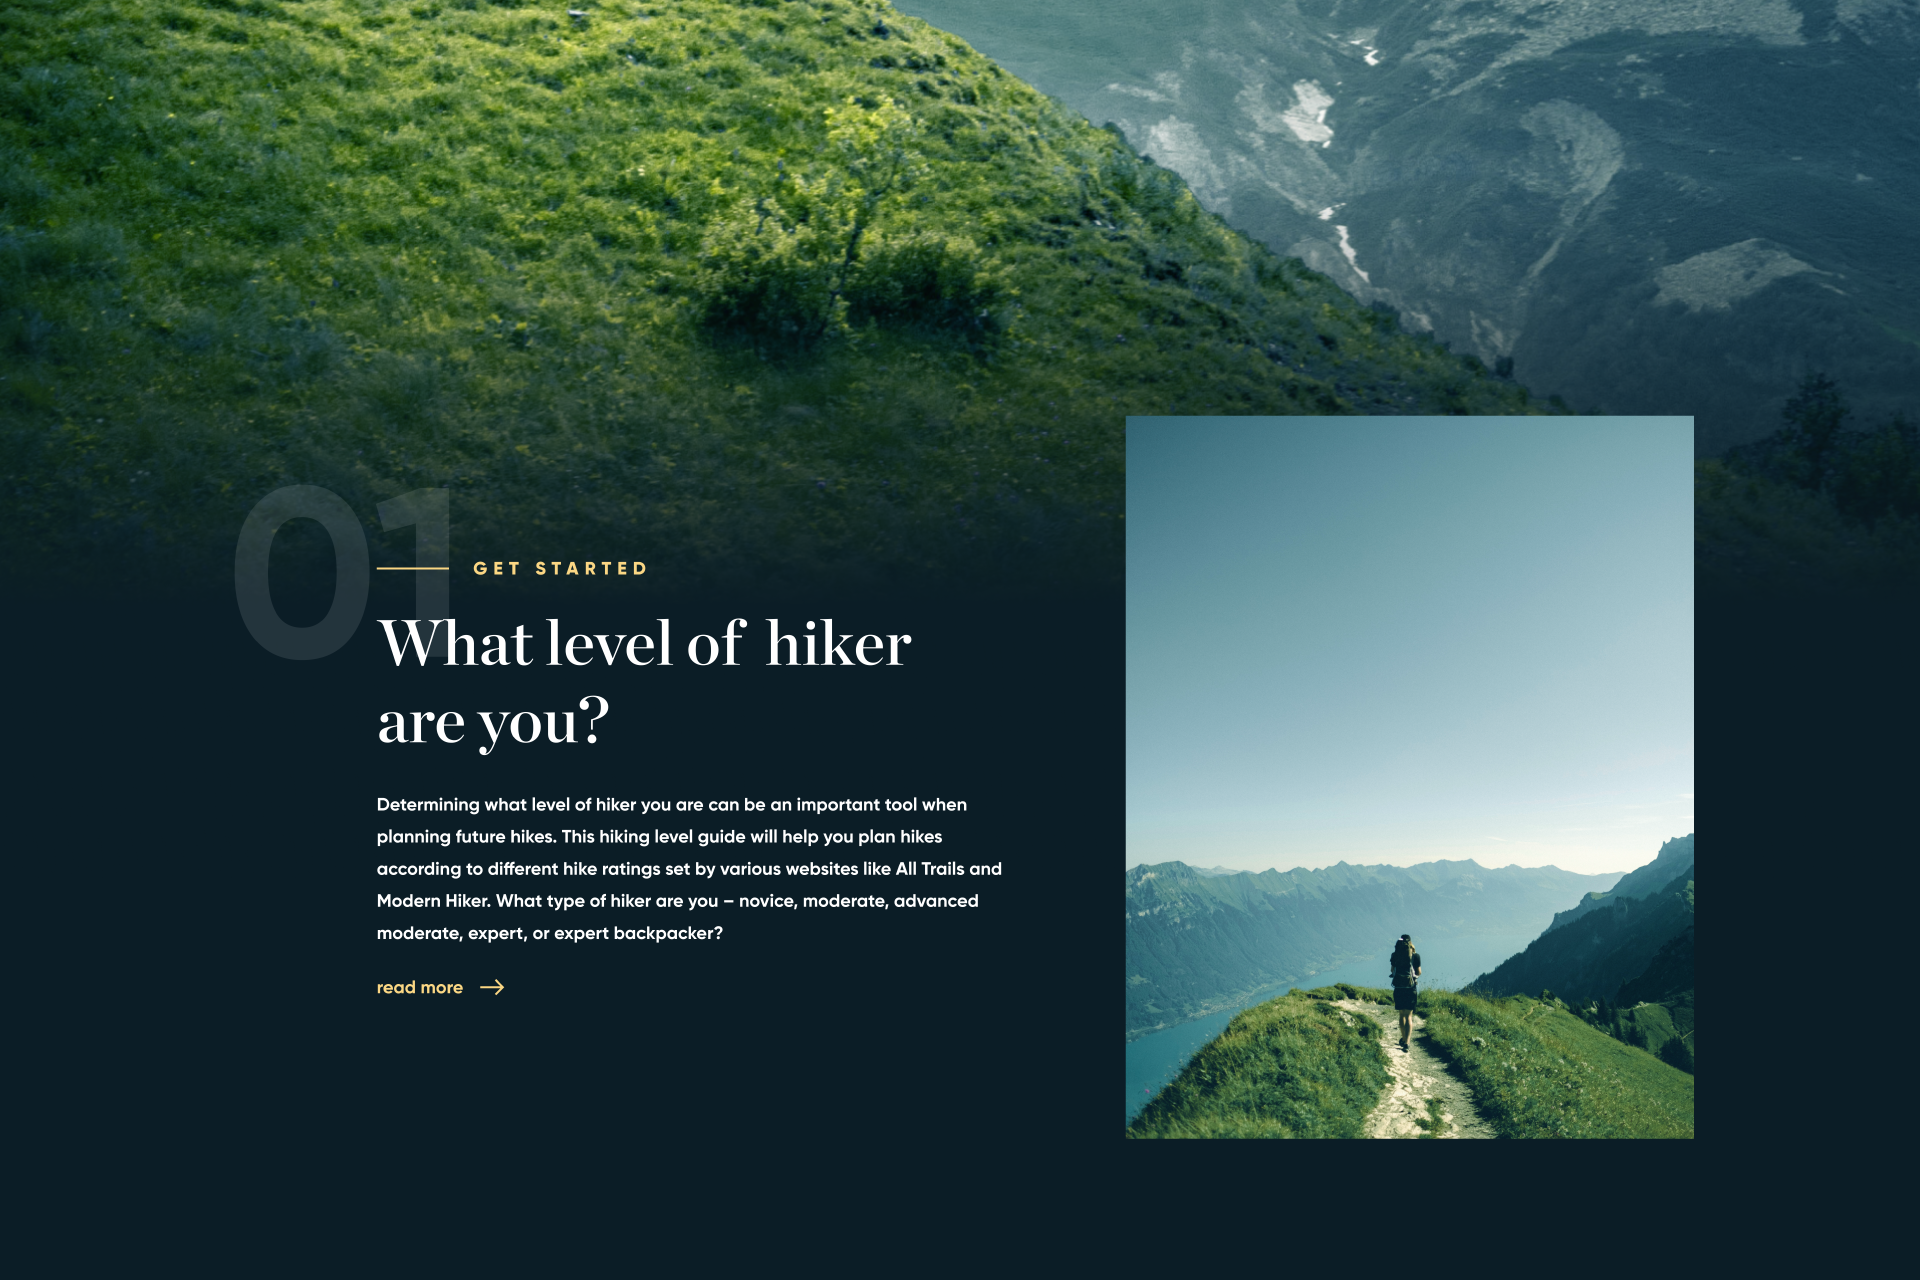 01
GET STARTED
What level of hiker
are you?
Determining what level of hiker you are can be an important tool when
planning future hikes. This hiking level guide will help you plan hikes
according to different hike ratings set by various websites like All Trails and
Modern Hiker. What type of hiker are you – novice, moderate, advanced
moderate, expert, or expert backpacker?
read more